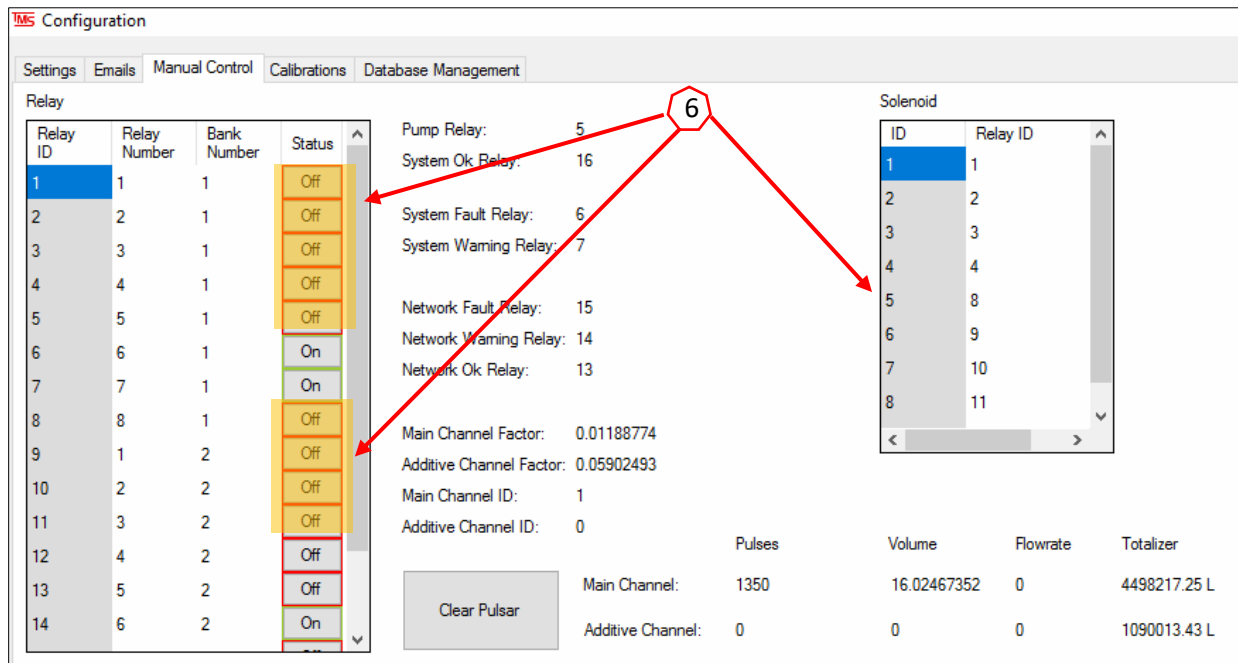 TMS Configuration
Settings Emails Manual Control Calibrations Database Management
Relay
Relay ID Relay Number Bank Number Status
1 1 1 Off
2 2 1 Off
3 3 1 Off
4 4 1 Off
5 5 1 Off
6 6 1 On
7 7 1 On
8 8 1 Off
9 1 2 Off
10 2 2 Off
11 3 2 Off
12 4 2 Off
13 5 2 Off
14 6 2 On
Pump Relay: 5
System Ok Relay: 16
System Fault Relay: 6
System Warning Relay: 7
Network Fault Relay: 15
Network Warning Relay: 14
Network Ok Relay: 13
Main Channel Factor: 0.01188774
Additive Channel Factor: 0.05902493
Main Channel ID: 1
Additive Channel ID: 0
6
Solenoid
ID Relay ID
1 1
2 2
3 3
4 4
5 8
6 9
7 10
8 11
Clear Pulsar
Pulses Volume Flowrate Totalizer
Main Channel: 1350 16.02467352 0 4498217.25 L
Additive Channel: 0 0 0 1090013.43 L